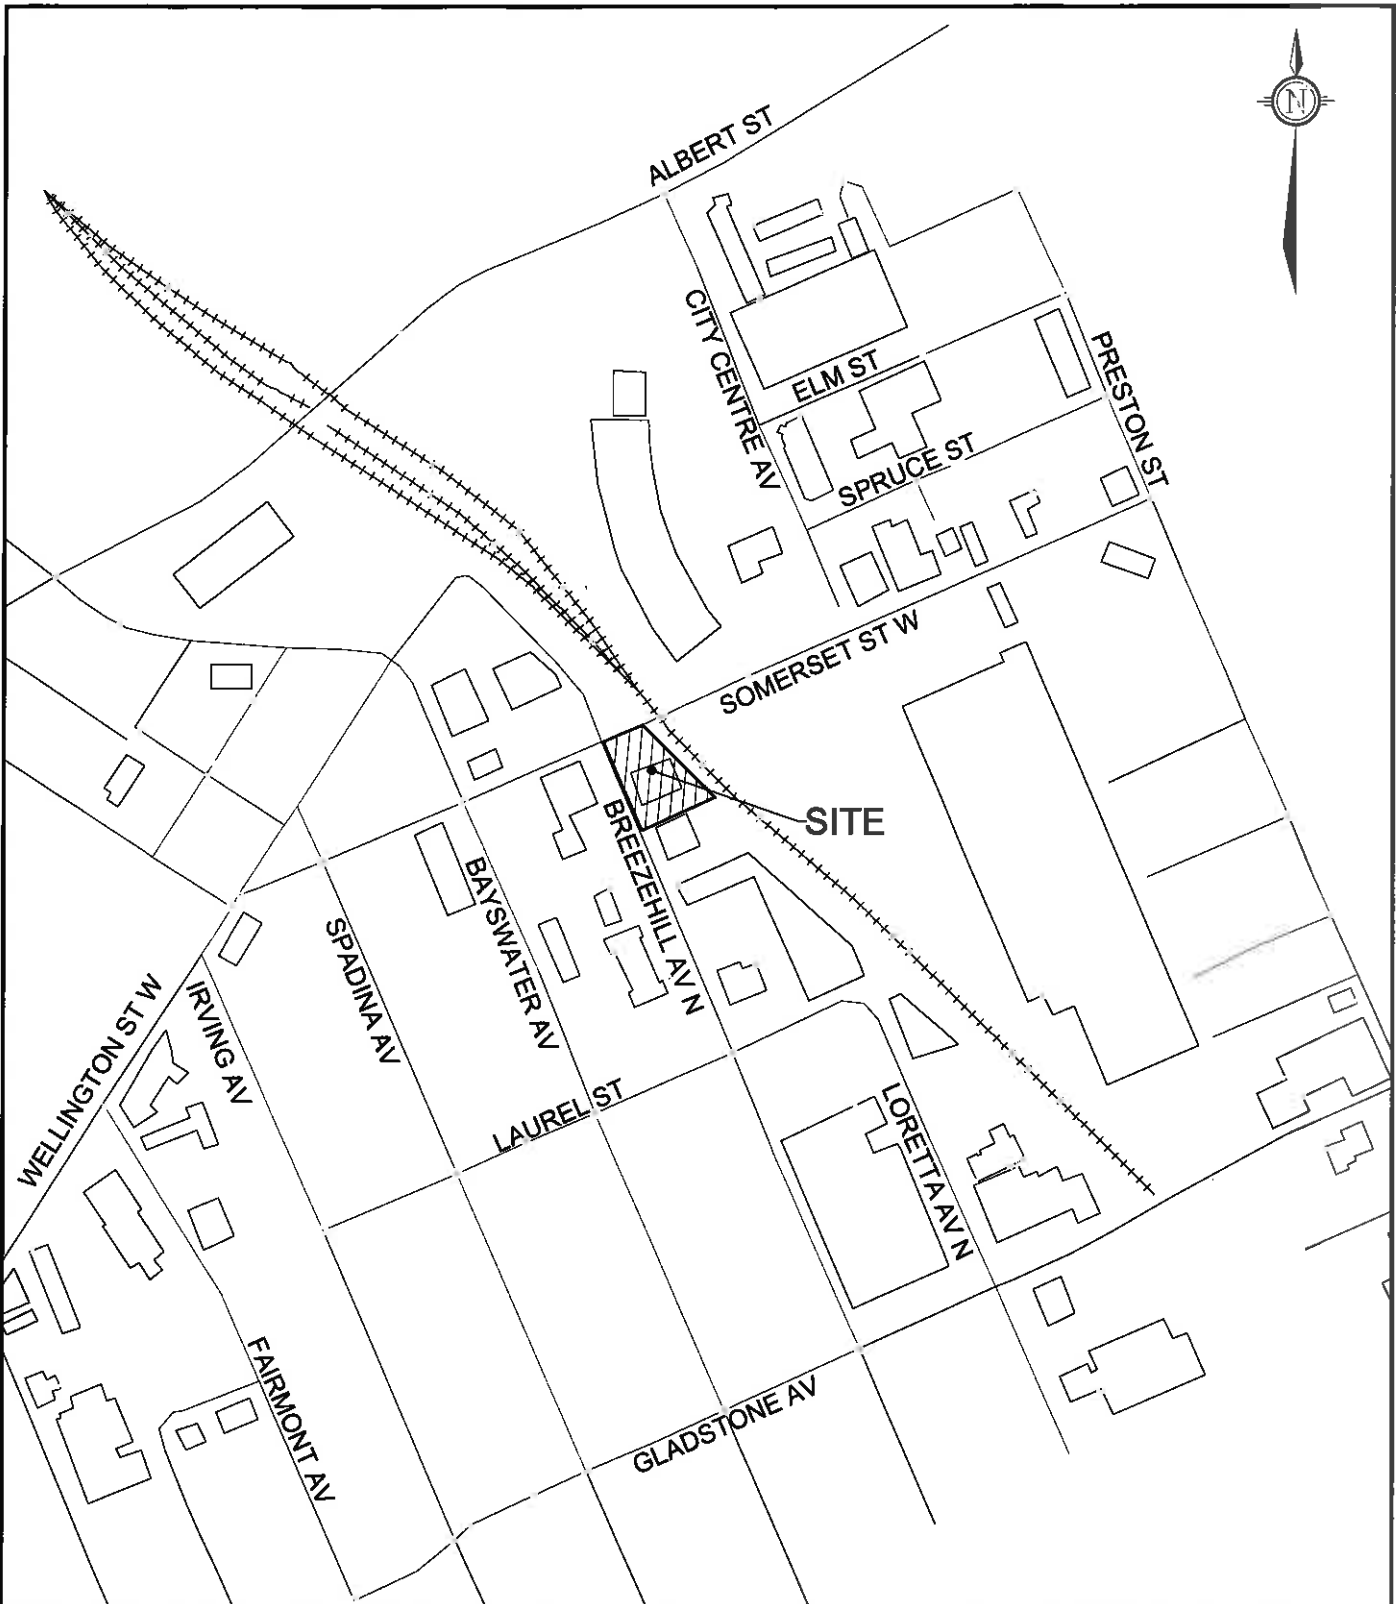 N
ALBERT ST
CITY CENTRE AV
ELM ST
PRESTON ST
SPRUCE ST
SOMERSET ST W
SITE
BREEZEHILL AV N
BAYSWATER AV
SPADINA AV
IRVING AV
WELLINGTON ST W
LAUREL ST
LORETTA AV N
FAIRMONT AV
GLADSTONE AV